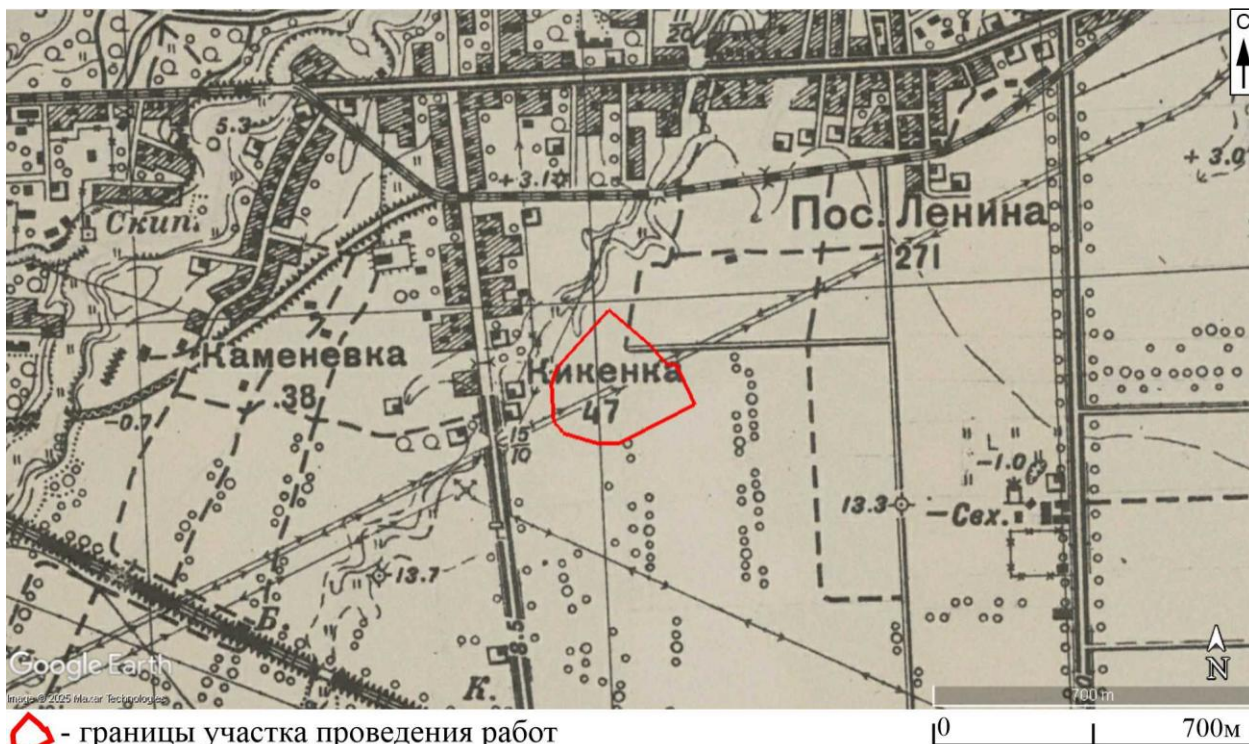 С
20
5.3
+ 3.1
+ 3.0
Скип.
Пос. Ленина
271
Каменевка
38
-0.7
Кикенка
47
15
10
L
-1.0
13.3
-Свх.
13.7
8.5
Б.
К.
Google Earth
Image © 2025 Maxar Technologies
N
700 m
- границы участка проведения работ
0 700м